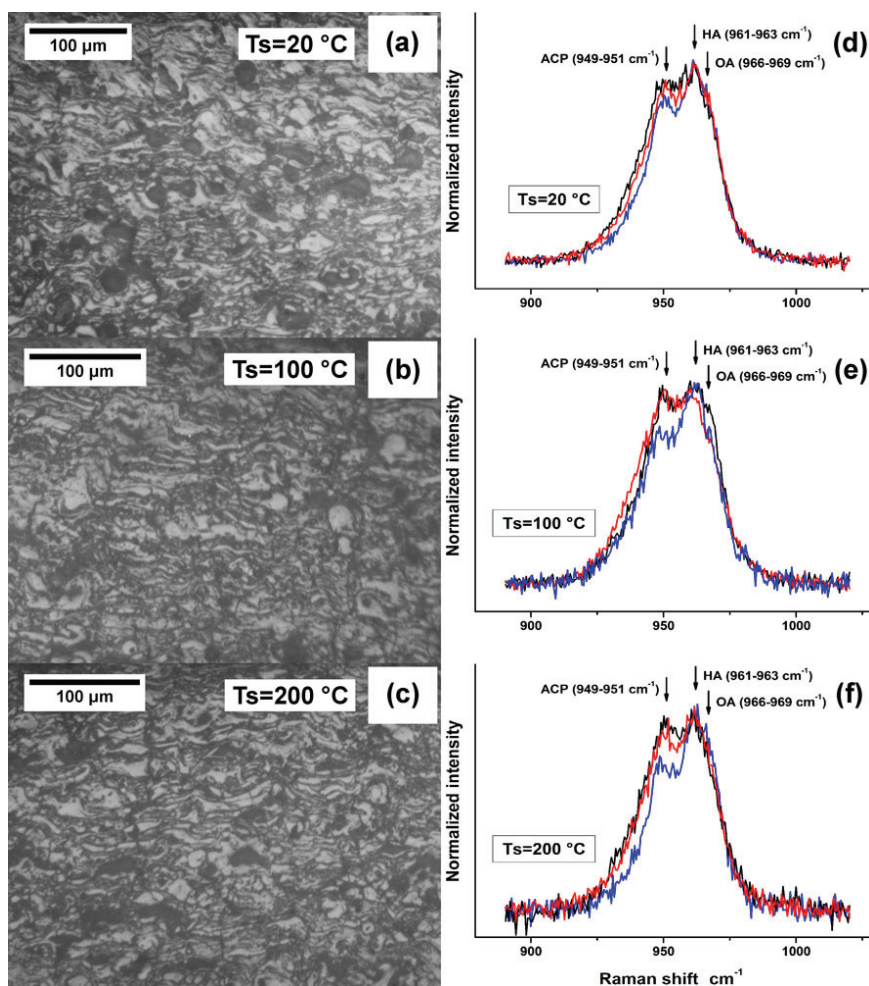 100 µm
Ts=20 °C
(a)
100 µm
Ts=100 °C
(b)
100 µm
Ts=200 °C
(c)
Normalized intensity
ACP (949-951 cm⁻¹)
HA (961-963 cm⁻¹)
OA (966-969 cm⁻¹)
(d)
Ts=20 °C
900
950
1000
Normalized intensity
ACP (949-951 cm⁻¹)
HA (961-963 cm⁻¹)
OA (966-969 cm⁻¹)
(e)
Ts=100 °C
900
950
1000
Normalized intensity
ACP (949-951 cm⁻¹)
HA (961-963 cm⁻¹)
OA (966-969 cm⁻¹)
(f)
Ts=200 °C
900
950
1000
Raman shift cm⁻¹